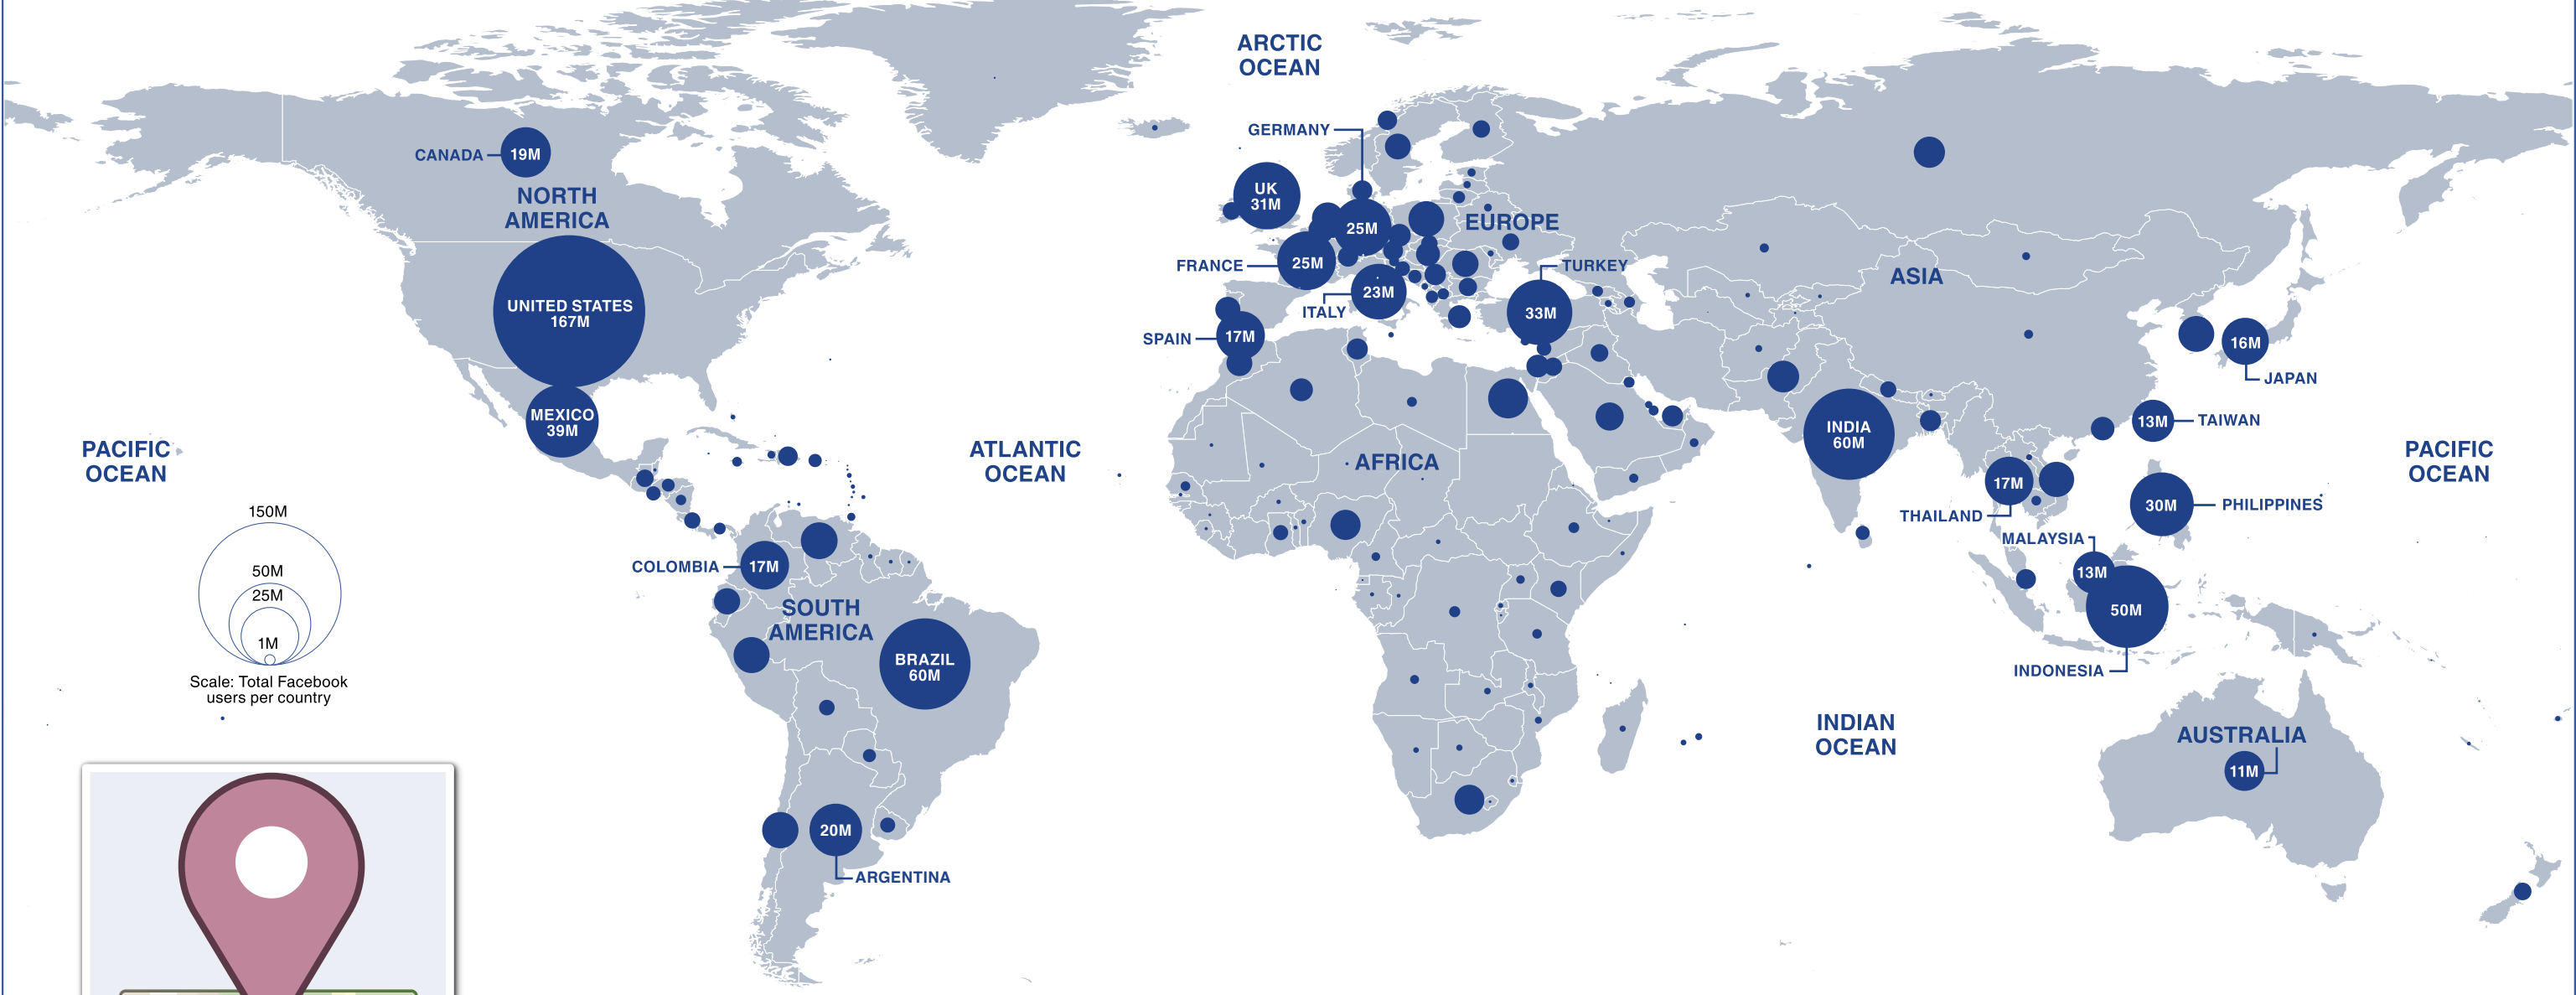 ARCTIC
OCEAN
GERMANY
CANADA
19M
NORTH
AMERICA
UK
31M
EUROPE
25M
FRANCE
25M
TURKEY
ASIA
ITALY
23M
UNITED STATES
167M
33M
SPAIN
17M
16M
JAPAN
MEXICO
39M
INDIA
60M
13M
TAIWAN
PACIFIC
OCEAN
ATLANTIC
OCEAN
AFRICA
PACIFIC
OCEAN
17M
THAILAND
30M
PHILIPPINES
150M
50M
25M
1M
Scale: Total Facebook
users per country
MALAYSIA
13M
50M
INDONESIA
COLOMBIA
17M
SOUTH
AMERICA
BRAZIL
60M
INDIAN
OCEAN
AUSTRALIA
11M
20M
ARGENTINA